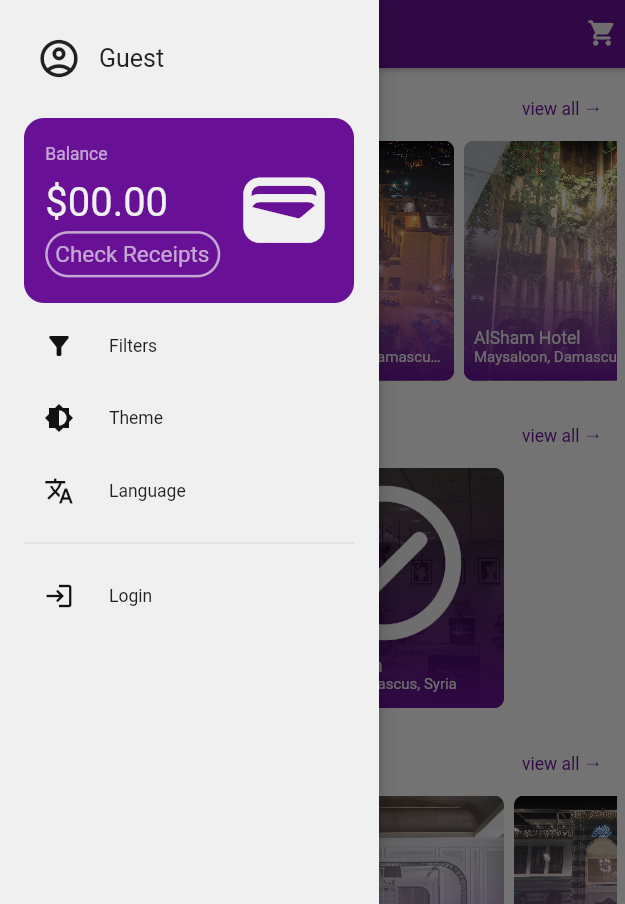 Guest
Balance
$00.00
Check Receipts
Filters
Theme
Language
Login
view all →
amascu...
AlSham Hotel
Maysaloon, Damascu
view all →
ascus, Syria
view all →